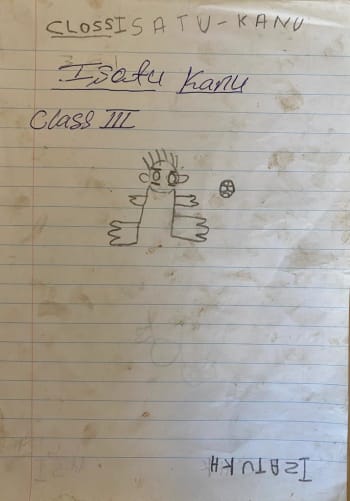 CLOSSISATU-KANU
Isatu Kanu
Class III
ISATUKH